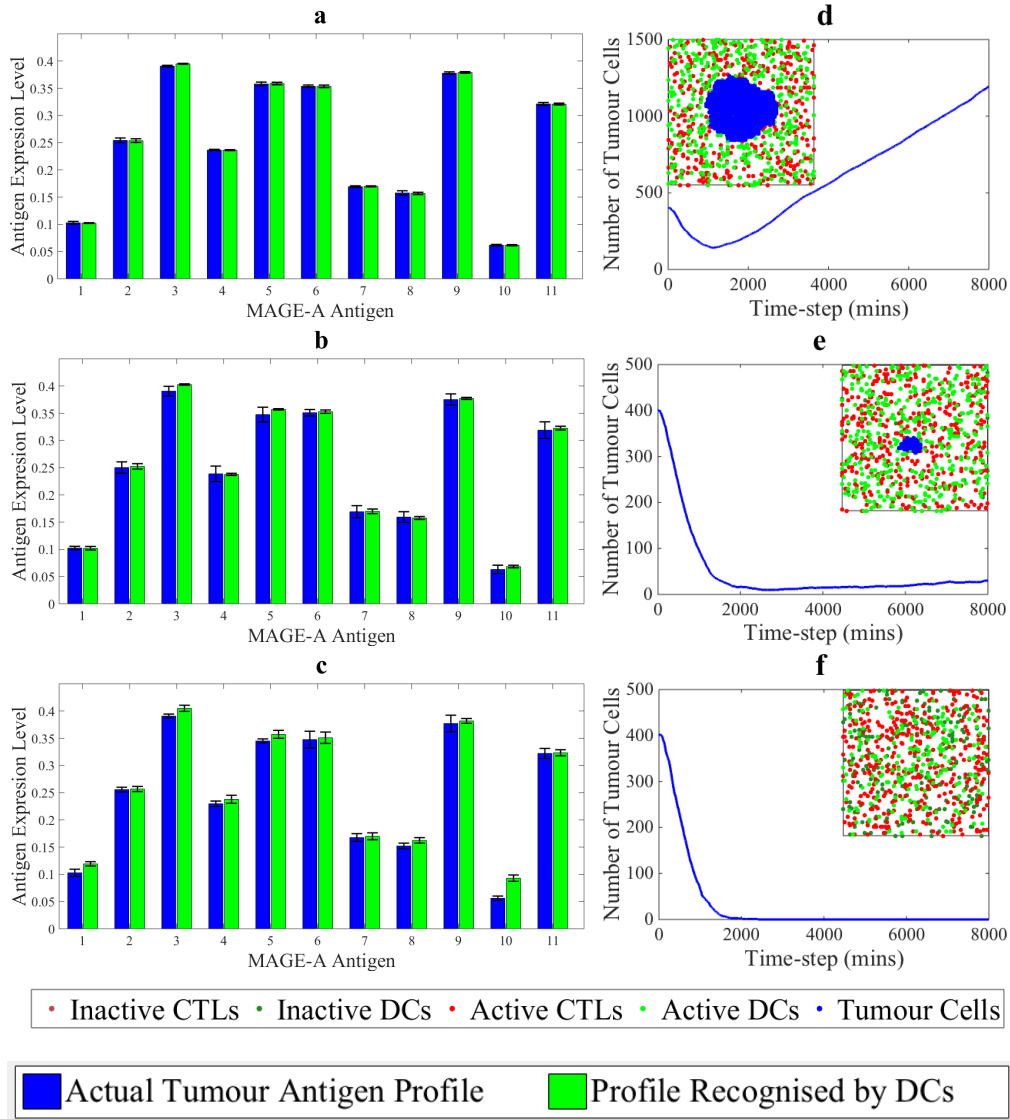 a
Antigen Expression Level
0.4
0.35
0.3
0.25
0.2
0.15
0.1
0.05
0
1 2 3 4 5 6 7 8 9 10 11
MAGE-A Antigen
d
Number of Tumour Cells
1500
1000
500
0
0 2000 4000 6000 8000
Time-step (mins)
b
Antigen Expression Level
0.4
0.35
0.3
0.25
0.2
0.15
0.1
0.05
0
1 2 3 4 5 6 7 8 9 10 11
MAGE-A Antigen
e
Number of Tumour Cells
500
400
300
200
100
0
0 2000 4000 6000 8000
Time-step (mins)
c
Antigen Expression Level
0.4
0.35
0.3
0.25
0.2
0.15
0.1
0.05
0
1 2 3 4 5 6 7 8 9 10 11
MAGE-A Antigen
f
Number of Tumour Cells
500
400
300
200
100
0
0 2000 4000 6000 8000
Time-step (mins)
Inactive CTLs Inactive DCs Active CTLs Active DCs Tumour Cells
Actual Tumour Antigen Profile Profile Recognised by DCs